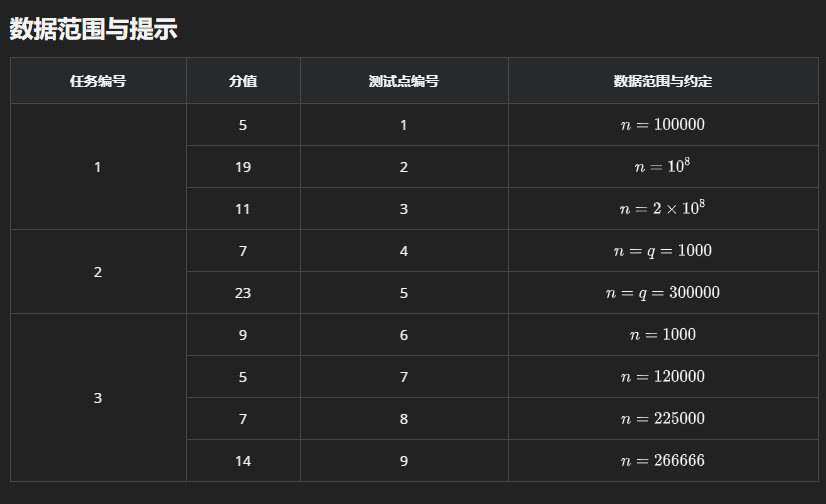 数据范围与提示
任务编号 分值 测试点编号 数据范围与约定
1 5 1 n = 100000
19 2 n = 10^8
11 3 n = 2 × 10^8
2 7 4 n = q = 1000
23 5 n = q = 300000
3 9 6 n = 1000
5 7 n = 120000
7 8 n = 225000
14 9 n = 266666